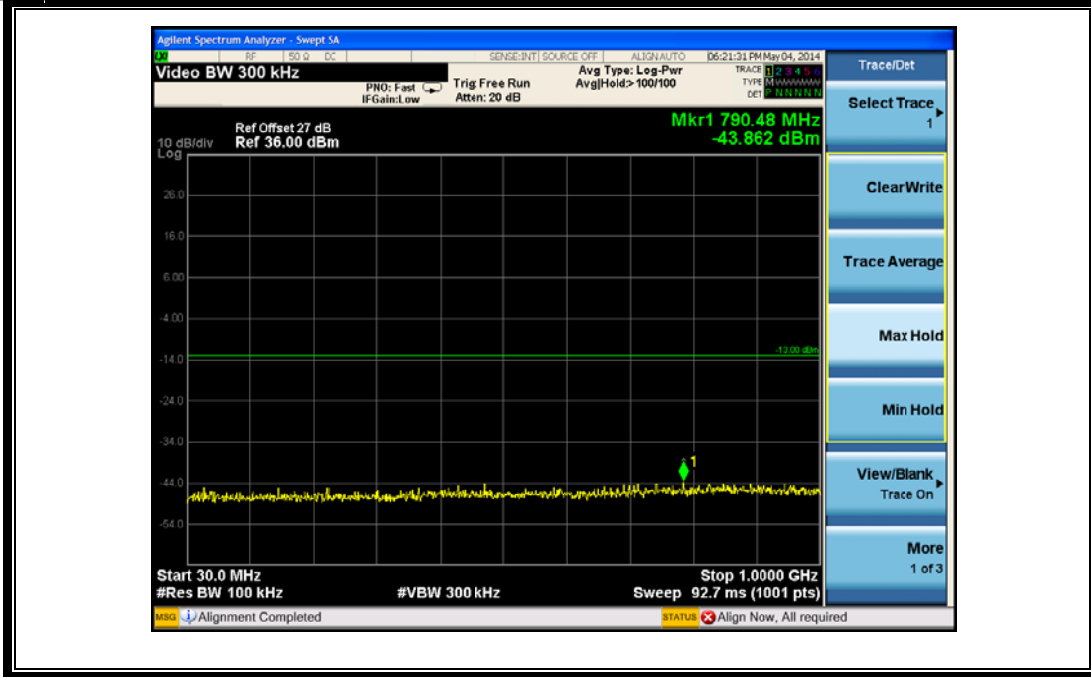 Agilent Spectrum Analyzer - Swept SA
LXI RF 50 Ω DC SENSE:INT SOURCE OFF ALIGN AUTO 06:21:31 PM May 04, 2014
Video BW 300 kHz
PNO: Fast
IFGain:Low
Trig: Free Run
Atten: 20 dB
Avg Type: Log-Pwr
Avg|Hold:>100/100
TRACE 1 2 3 4 5 6
TYPE M WWWWW
DET P N N N N N
Trace/Det
Select Trace
1
Clear Write
Trace Average
Max Hold
Min Hold
View/Blank
Trace On
More
1 of 3
Mkr1 790.48 MHz
-43.862 dBm
Ref Offset 27 dB
10 dB/div Ref 36.00 dBm
Log
26.0
16.0
6.00
-4.00
-13.00 dBm
-14.0
-24.0
-34.0
1
-44.0
-54.0
Start 30.0 MHz Stop 1.0000 GHz
#Res BW 100 kHz #VBW 300 kHz Sweep 92.7 ms (1001 pts)
MSG Alignment Completed STATUS Align Now, All required